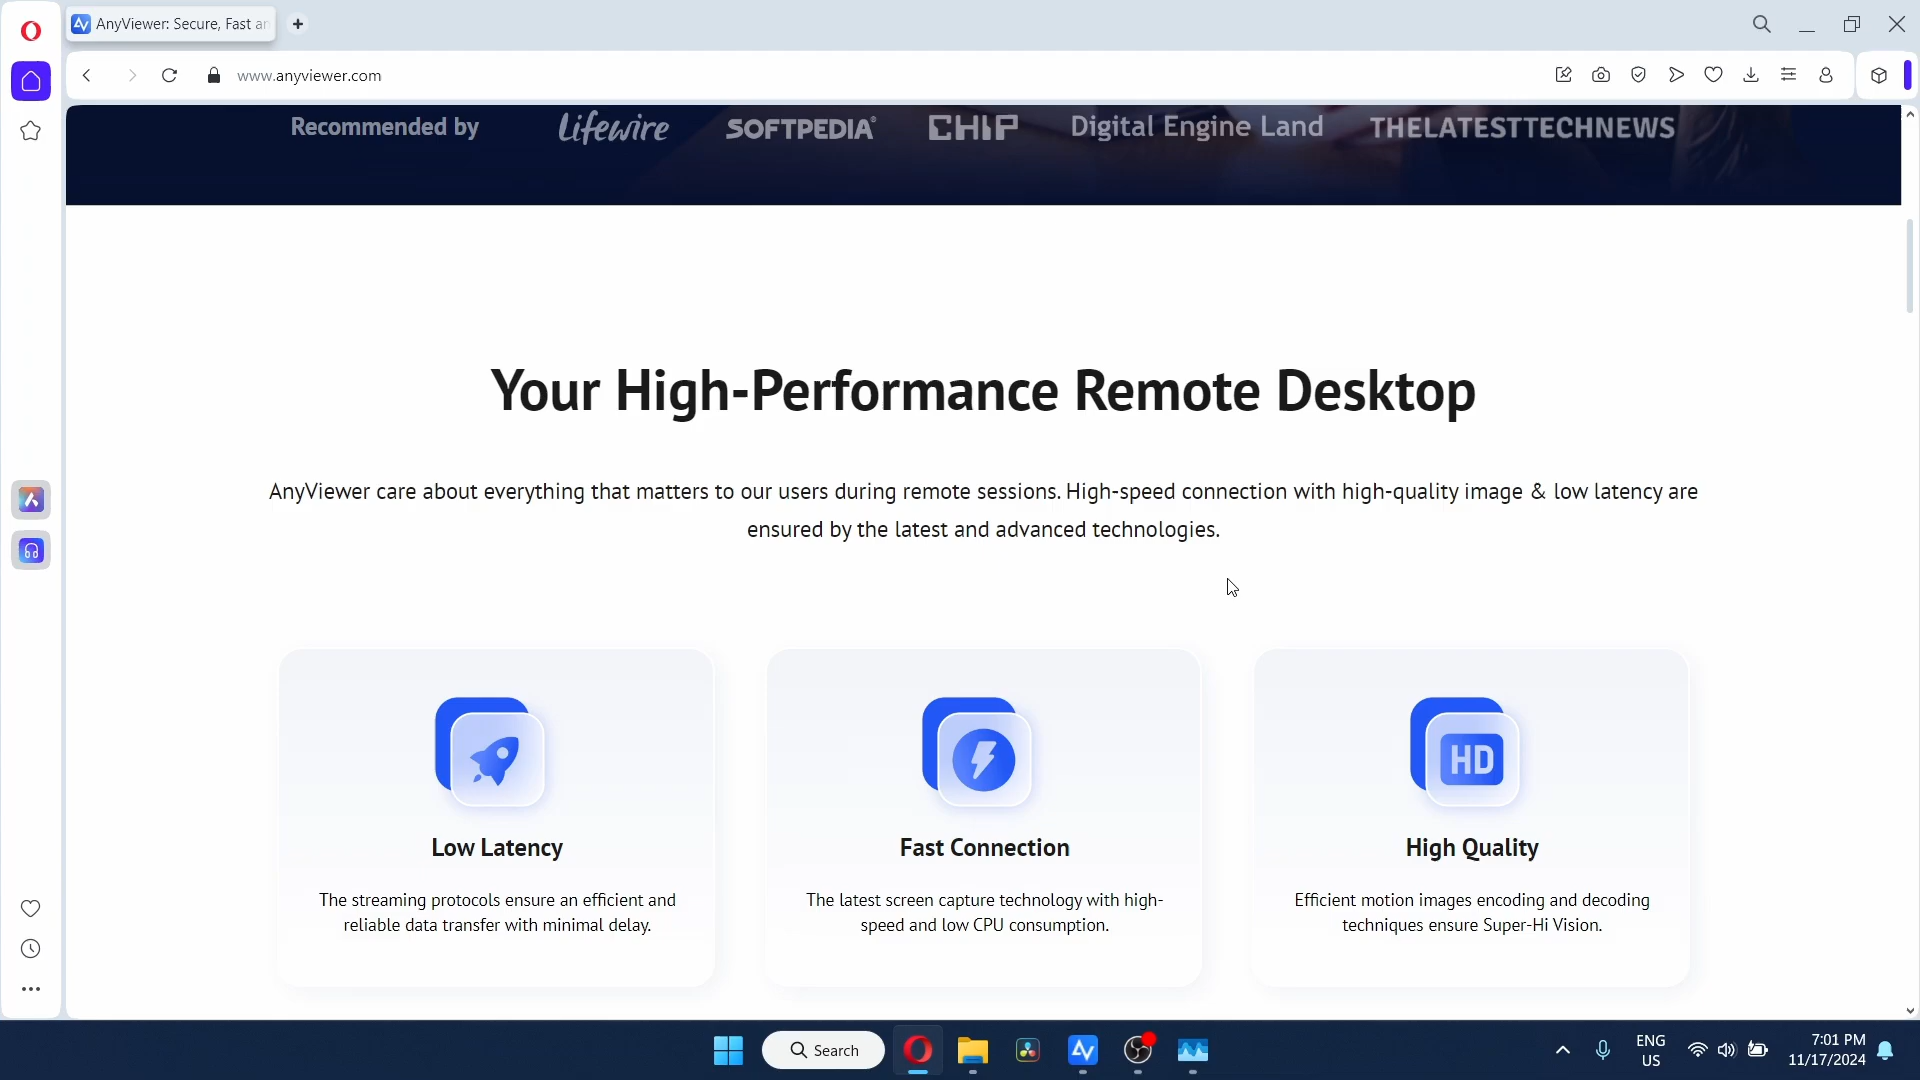 AnyViewer: Secure, Fast an
www.anyviewer.com
Recommended by Lifewire SOFTPEDIA® CHIP Digital Engine Land THELATESTTECHNEWS
Your High-Performance Remote Desktop
AnyViewer care about everything that matters to our users during remote sessions. High-speed connection with high-quality image & low latency are
ensured by the latest and advanced technologies.
HD
Low Latency
The streaming protocols ensure an efficient and
reliable data transfer with minimal delay.
Fast Connection
The latest screen capture technology with high-
speed and low CPU consumption.
High Quality
Efficient motion images encoding and decoding
techniques ensure Super-Hi Vision.
Search
ENG
US
7:01 PM
11/17/2024